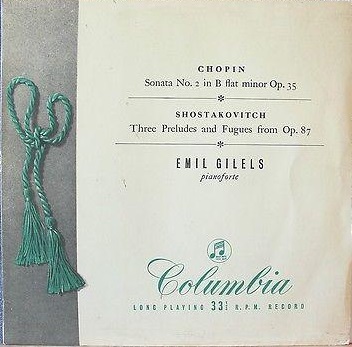 CHOPIN
Sonata No. 2 in B flat minor Op. 35
SHOSTAKOVITCH
Three Preludes and Fugues from Op. 87
EMIL GILELS
pianoforte
Columbia
LONG PLAYING 33⅓ R.P.M. RECORD